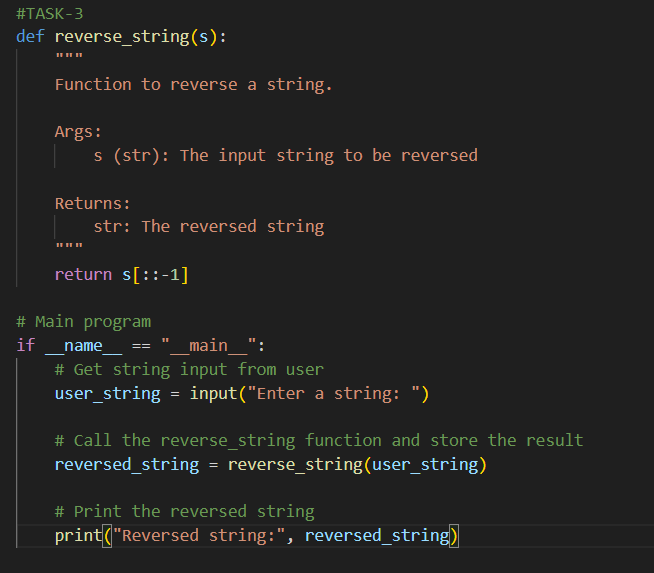 #TASK-3
def reverse_string(s):
    """
    Function to reverse a string.

    Args:
        s (str): The input string to be reversed

    Returns:
        str: The reversed string
    """
    return s[::-1]

# Main program
if __name__ == "__main__":
    # Get string input from user
    user_string = input("Enter a string: ")

    # Call the reverse_string function and store the result
    reversed_string = reverse_string(user_string)

    # Print the reversed string
    print("Reversed string:", reversed_string)